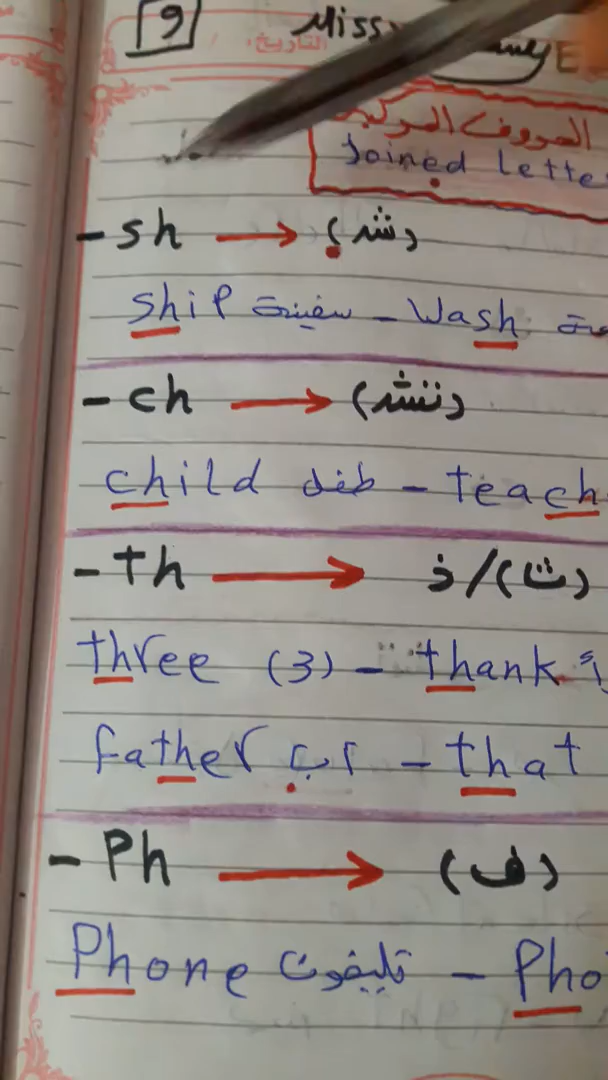 9 Miss
التاريخ:
الحروف المركبة
Joined Lette
- sh → (ش)
ship سفينة - Wash
- ch → (تش)
child طفل - teach
- Th → (ث) / ذ
three (3) - thank
father أب - that
- Ph → (ف)
Phone تليفون - Pho